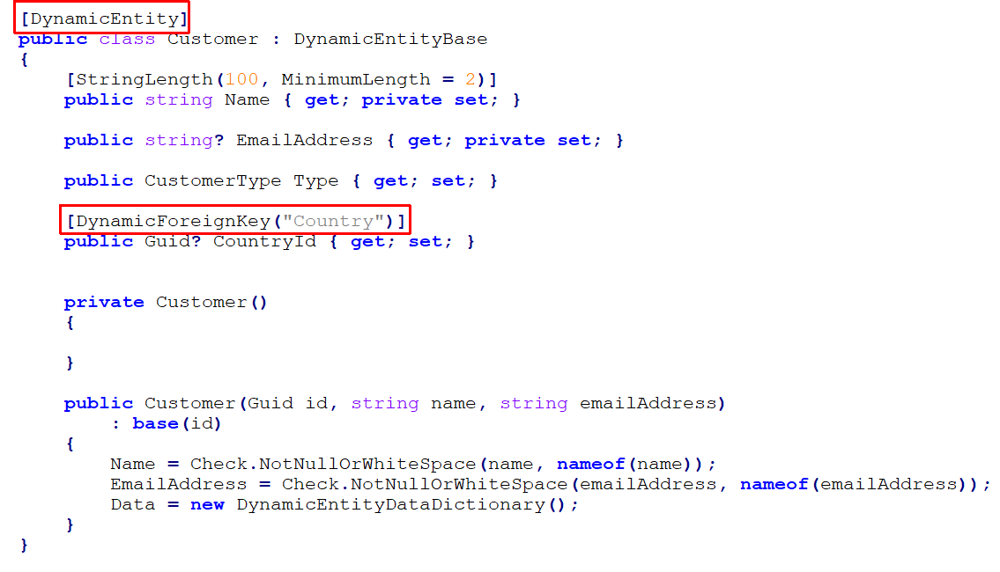 [DynamicEntity]
public class Customer : DynamicEntityBase
{
    [StringLength(100, MinimumLength = 2)]
    public string Name { get; private set; }

    public string? EmailAddress { get; private set; }

    public CustomerType Type { get; set; }

    [DynamicForeignKey("Country")]
    public Guid? CountryId { get; set; }


    private Customer()
    {

    }

    public Customer(Guid id, string name, string emailAddress)
        : base(id)
    {
        Name = Check.NotNullOrWhiteSpace(name, nameof(name));
        EmailAddress = Check.NotNullOrWhiteSpace(emailAddress, nameof(emailAddress));
        Data = new DynamicEntityDataDictionary();
    }
}